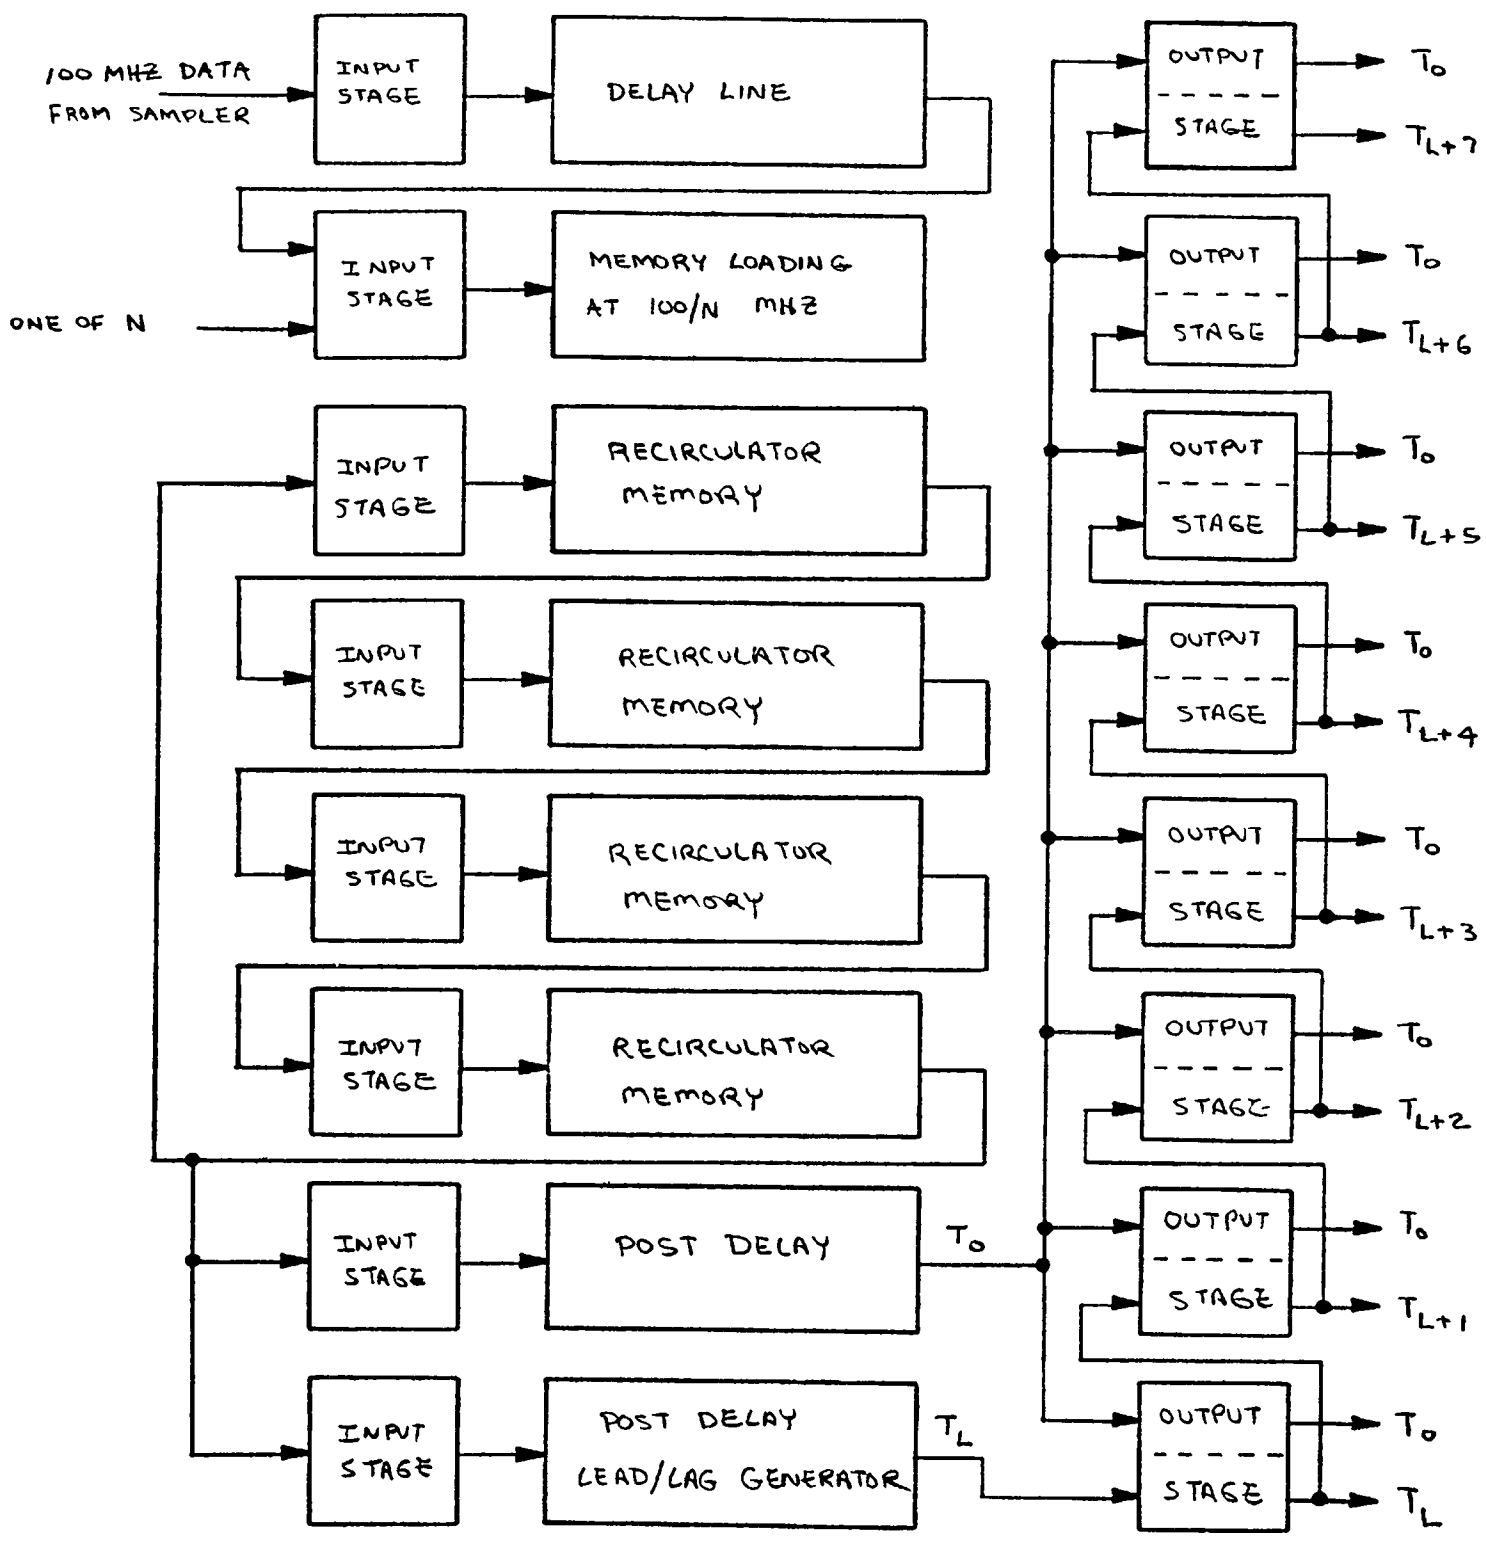 100 MHZ DATA
FROM SAMPLER
INPUT
STAGE
DELAY LINE
ONE OF N
INPUT
STAGE
MEMORY LOADING
AT 100/N MHZ
INPUT
STAGE
RECIRCULATOR
MEMORY
INPUT
STAGE
RECIRCULATOR
MEMORY
INPUT
STAGE
RECIRCULATOR
MEMORY
INPUT
STAGE
RECIRCULATOR
MEMORY
INPUT
STAGE
POST DELAY
T0
INPUT
STAGE
POST DELAY
LEAD/LAG GENERATOR
TL
OUTPUT
STAGE
T0
TL+7
OUTPUT
STAGE
T0
TL+6
OUTPUT
STAGE
T0
TL+5
OUTPUT
STAGE
T0
TL+4
OUTPUT
STAGE
T0
TL+3
OUTPUT
STAGE
T0
TL+2
OUTPUT
STAGE
T0
TL+1
OUTPUT
STAGE
T0
TL